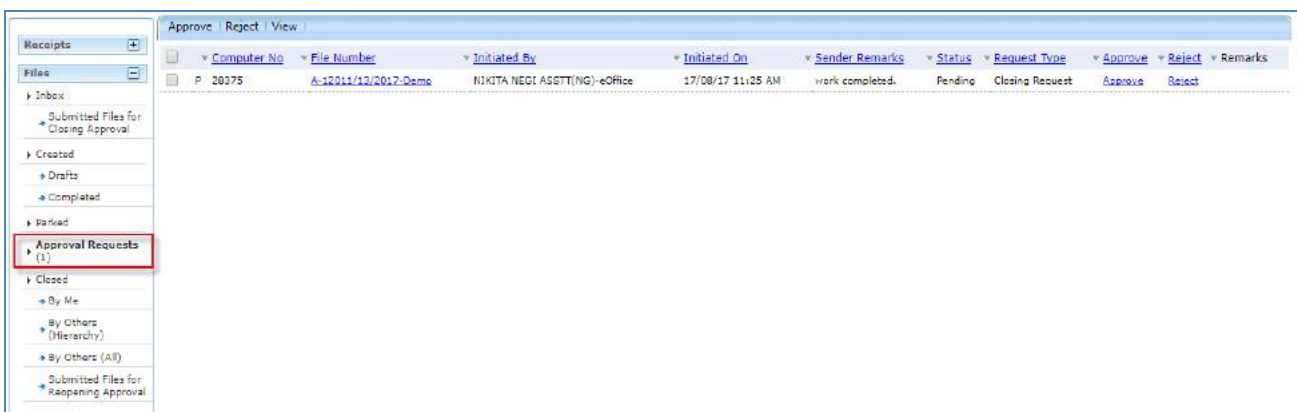 Approve | Reject | View |
Receipts
Computer No File Number Initiated By Initiated On Sender Remarks Status Request Type Approve Reject Remarks
Files
P 28375 A-12011/13/2017-Demo NIKITA NEGI ASSTT(NG)-eOffice 17/08/17 11:25 AM work completed. Pending Closing Request Approve Reject
Inbox
Submitted Files for
Closing Approval
Created
Drafts
Completed
Parked
Approval Requests
(1)
Closed
By Me
By Others
(Hierarchy)
By Others (All)
Submitted Files for
Reopening Approval